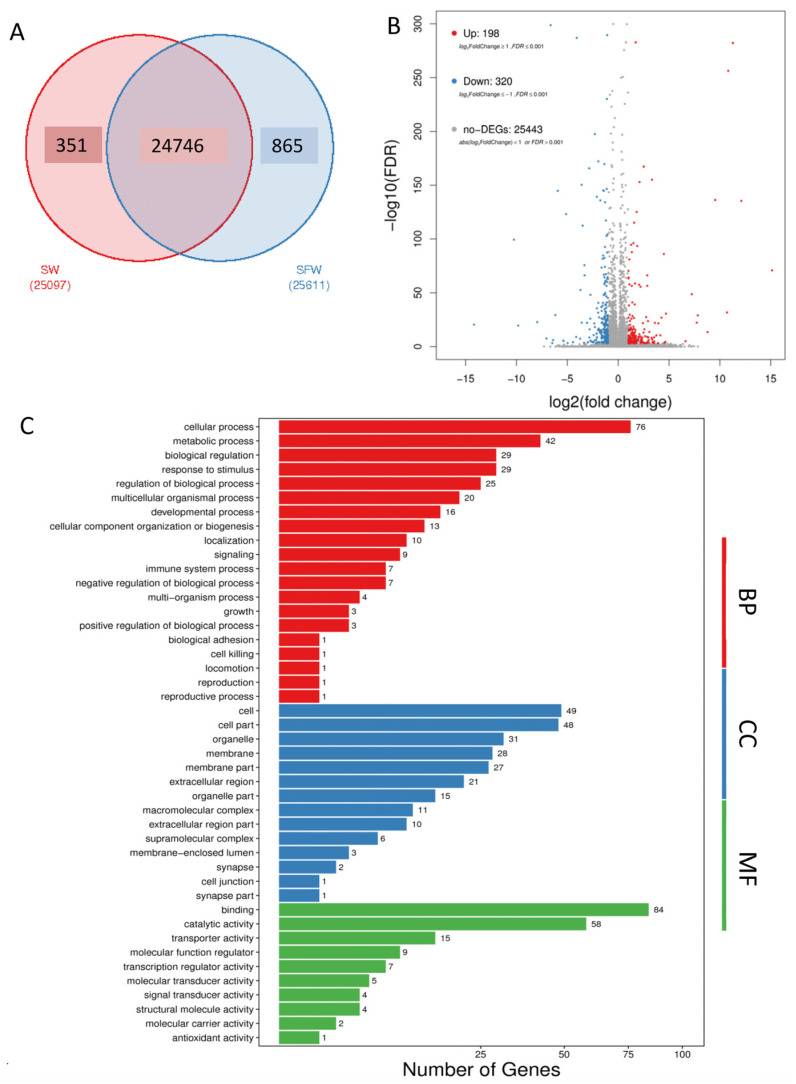 A
351
24746
865
SW
(25097)
SFW
(25611)
B
300
250
200
150
100
50
0
-log10(FDR)
Up: 198
log₂FoldChange ≥ 1 ,FDR ≤ 0.001
Down: 320
log₂FoldChange ≤ −1 ,FDR ≤ 0.001
no-DEGs: 25443
abs(log₂FoldChange) < 1 or FDR > 0.001
−15
−10
−5
0
5
10
15
log2(fold change)
C
cellular process 76
metabolic process 42
biological regulation 29
response to stimulus 29
regulation of biological process 25
multicellular organismal process 20
developmental process 16
cellular component organization or biogenesis 13
localization 10
signaling 9
immune system process 7
negative regulation of biological process 7
multi−organism process 4
growth 3
positive regulation of biological process 3
biological adhesion 1
cell killing 1
locomotion 1
reproduction 1
reproductive process 1
cell 49
cell part 48
organelle 31
membrane 28
membrane part 27
extracellular region 21
organelle part 15
macromolecular complex 11
extracellular region part 10
supramolecular complex 6
membrane−enclosed lumen 3
synapse 2
cell junction 1
synapse part 1
binding 84
catalytic activity 58
transporter activity 15
molecular function regulator 9
transcription regulator activity 7
molecular transducer activity 5
signal transducer activity 4
structural molecule activity 4
molecular carrier activity 2
antioxidant activity 1
BP
CC
MF
25
50
75
100
Number of Genes